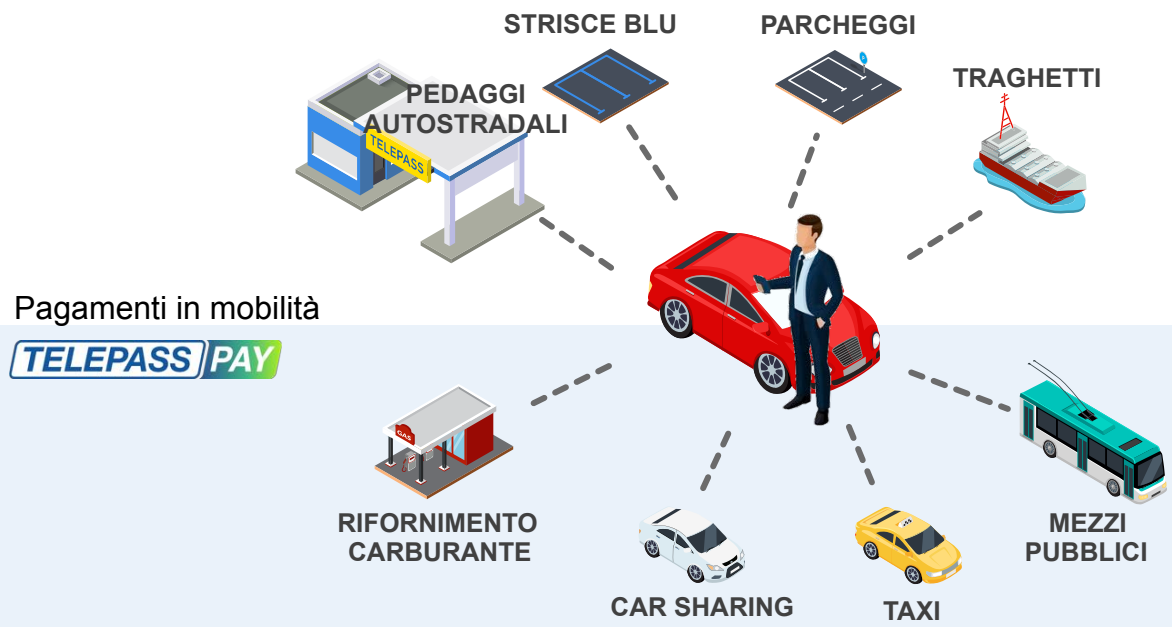 STRISCE BLU
PARCHEGGI
TRAGHETTI
PEDAGGI
AUTOSTRADALI
TELEPASS
Pagamenti in mobilità
TELEPASS PAY
GAS
RIFORNIMENTO
CARBURANTE
CAR SHARING
TAXI
MEZZI
PUBBLICI